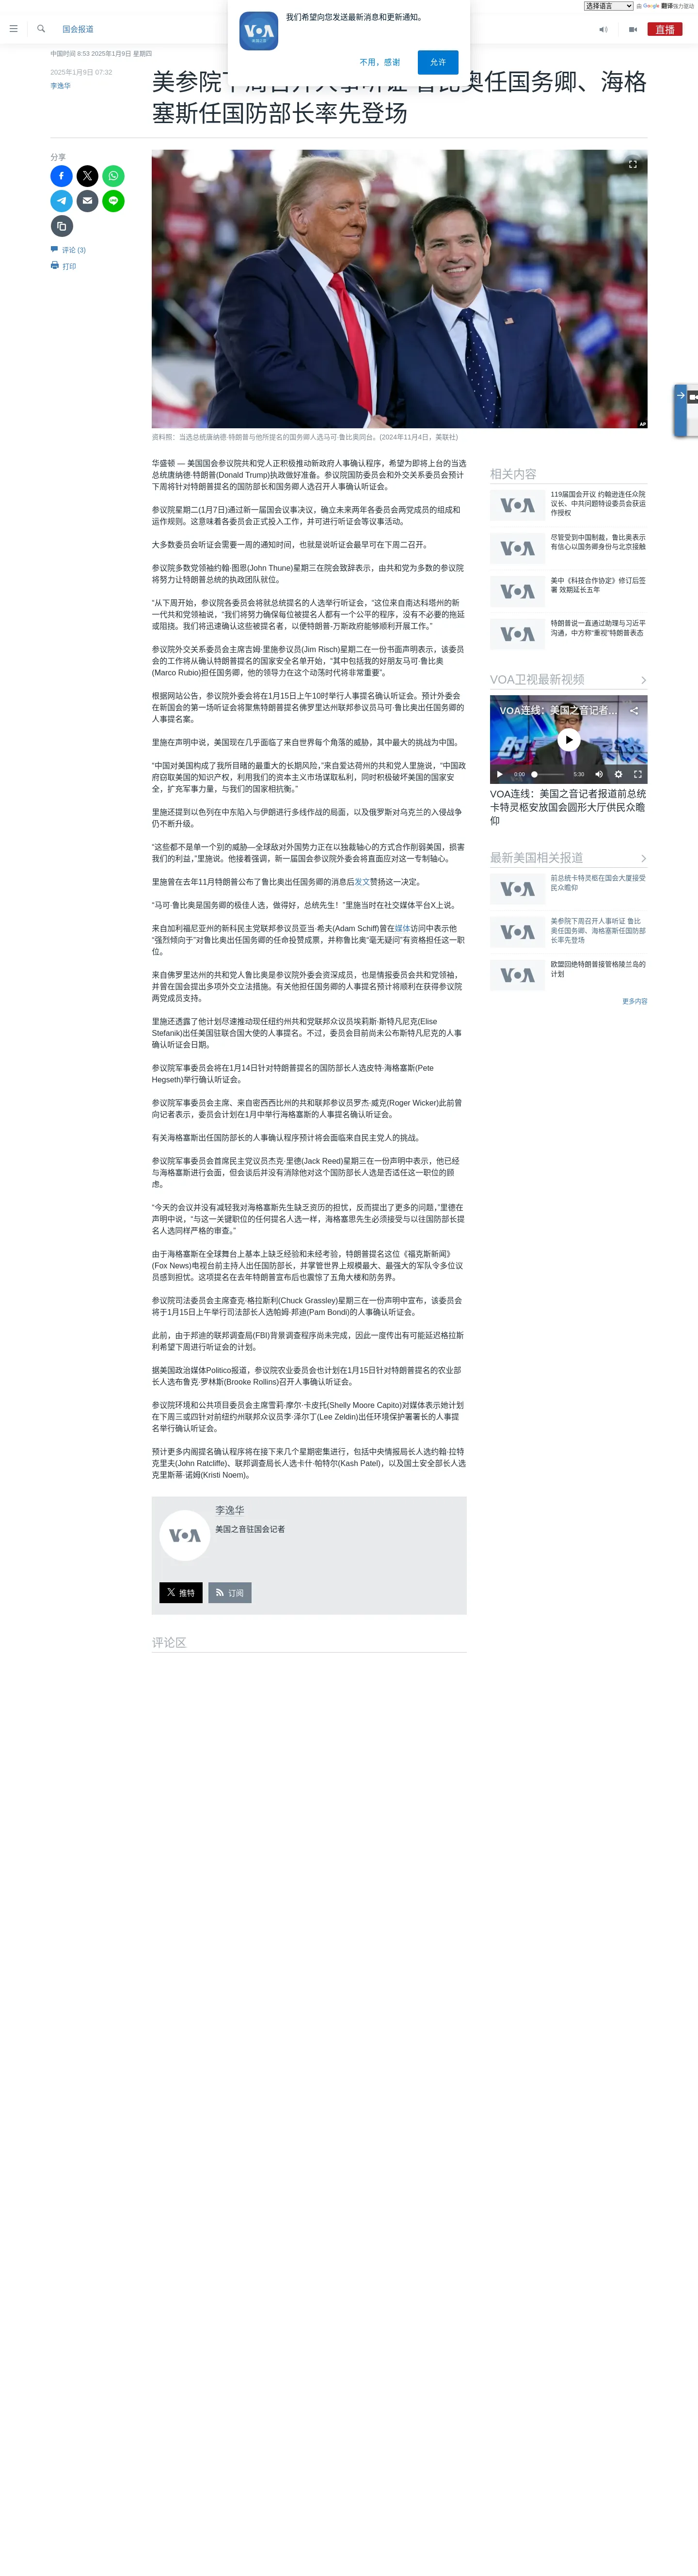 选择语言
由 Google 翻译强力驱动
我们希望向您发送最新消息和更新通知。
不用，感谢
允许
国会报道
直播
中国时间 8:53 2025年1月9日 星期四
2025年1月9日 07:32
李逸华
美参院下周召开人事听证 鲁比奥任国务卿、海格
塞斯任国防部长率先登场
分享
评论 (3)
打印
AP
资料照：当选总统唐纳德·特朗普与他所提名的国务卿人选马可·鲁比奥同台。(2024年11月4日，美联社)
华盛顿 — 美国国会参议院共和党人正积极推动新政府人事确认程序，希望为即将上台的当选
总统唐纳德·特朗普(Donald Trump)执政做好准备。参议院国防委员会和外交关系委员会预计
下周将针对特朗普提名的国防部长和国务卿人选召开人事确认听证会。
参议院星期二(1月7日)通过新一届国会议事决议，确立未来两年各委员会两党成员的组成和
运作规则。这意味着各委员会正式投入工作，并可进行听证会等议事活动。
大多数委员会听证会需要一周的通知时间，也就是说听证会最早可在下周二召开。
参议院多数党领袖约翰·图恩(John Thune)星期三在院会致辞表示，由共和党为多数的参议院
将努力让特朗普总统的执政团队就位。
“从下周开始，参议院各委员会将就总统提名的人选举行听证会，”这位来自南达科塔州的新
一代共和党领袖说，“我们将努力确保每位被提名人都有一个公平的程序，没有不必要的拖延
或阻挠。我们将迅速确认这些被提名者，以便特朗普-万斯政府能够顺利开展工作。”
参议院外交关系委员会主席吉姆·里施参议员(Jim Risch)星期二在一份书面声明表示，该委员
会的工作将从确认特朗普提名的国家安全名单开始，“其中包括我的好朋友马可·鲁比奥
(Marco Rubio)担任国务卿，他的领导力在这个动荡时代将非常重要”。
根据网站公告，参议院外委会将在1月15日上午10时举行人事提名确认听证会。预计外委会
在新国会的第一场听证会将聚焦特朗普提名佛罗里达州联邦参议员马可·鲁比奥出任国务卿的
人事提名案。
里施在声明中说，美国现在几乎面临了来自世界每个角落的威胁，其中最大的挑战为中国。
“中国对美国构成了我所目睹的最重大的长期风险，”来自爱达荷州的共和党人里施说，“中国政
府窃取美国的知识产权，利用我们的资本主义市场谋取私利，同时积极破坏美国的国家安
全，扩充军事力量，与我们的国家相抗衡。”
里施还提到以色列在中东陷入与伊朗进行多线作战的局面，以及俄罗斯对乌克兰的入侵战争
仍不断升级。
“这些都不是单一个别的威胁—全球敌对外国势力正在以独裁轴心的方式合作削弱美国，损害
我们的利益，”里施说。他接着强调，新一届国会参议院外委会将直面应对这一专制轴心。
里施曾在去年11月特朗普公布了鲁比奥出任国务卿的消息后发文赞扬这一决定。
“马可·鲁比奥是国务卿的极佳人选，做得好，总统先生！”里施当时在社交媒体平台X上说。
来自加利福尼亚州的新科民主党联邦参议员亚当·希夫(Adam Schiff)曾在媒体访问中表示他
“强烈倾向于”对鲁比奥出任国务卿的任命投赞成票，并称鲁比奥“毫无疑问”有资格担任这一职
位。
来自佛罗里达州的共和党人鲁比奥是参议院外委会资深成员，也是情报委员会共和党领袖，
并曾在国会提出多项外交立法措施。有关他担任国务卿的人事提名预计将顺利在获得参议院
两党成员支持。
里施还透露了他计划尽速推动现任纽约州共和党联邦众议员埃莉斯·斯特凡尼克(Elise
Stefanik)出任美国驻联合国大使的人事提名。不过，委员会目前尚未公布斯特凡尼克的人事
确认听证会日期。
参议院军事委员会将在1月14日针对特朗普提名的国防部长人选皮特·海格塞斯(Pete
Hegseth)举行确认听证会。
参议院军事委员会主席、来自密西西比州的共和联邦参议员罗杰·威克(Roger Wicker)此前曾
向记者表示，委员会计划在1月中举行海格塞斯的人事提名确认听证会。
有关海格塞斯出任国防部长的人事确认程序预计将会面临来自民主党人的挑战。
参议院军事委员会首席民主党议员杰克·里德(Jack Reed)星期三在一份声明中表示，他已经
与海格塞斯进行会面，但会谈后并没有消除他对这个国防部长人选是否适任这一职位的顾
虑。
“今天的会议并没有减轻我对海格塞斯先生缺乏资历的担忧，反而提出了更多的问题，”里德在
声明中说，“与这一关键职位的任何提名人选一样，海格塞思先生必须接受与以往国防部长提
名人选同样严格的审查。”
由于海格塞斯在全球舞台上基本上缺乏经验和未经考验，特朗普提名这位《福克斯新闻》
(Fox News)电视台前主持人出任国防部长，并掌管世界上规模最大、最强大的军队令多位议
员感到担忧。这项提名在去年特朗普宣布后也震惊了五角大楼和防务界。
参议院司法委员会主席查克·格拉斯利(Chuck Grassley)星期三在一份声明中宣布，该委员会
将于1月15日上午举行司法部长人选帕姆·邦迪(Pam Bondi)的人事确认听证会。
此前，由于邦迪的联邦调查局(FBI)背景调查程序尚未完成，因此一度传出有可能延迟格拉斯
利希望下周进行听证会的计划。
据美国政治媒体Politico报道，参议院农业委员会也计划在1月15日针对特朗普提名的农业部
长人选布鲁克·罗林斯(Brooke Rollins)召开人事确认听证会。
参议院环境和公共项目委员会主席雪莉·摩尔·卡皮托(Shelly Moore Capito)对媒体表示她计划
在下周三或四针对前纽约州联邦众议员李·泽尔丁(Lee Zeldin)出任环境保护署署长的人事提
名举行确认听证会。
预计更多内阁提名确认程序将在接下来几个星期密集进行，包括中央情报局长人选约翰·拉特
克里夫(John Ratcliffe)、联邦调查局长人选卡什·帕特尔(Kash Patel)，以及国土安全部长人选
克里斯蒂·诺姆(Kristi Noem)。
李逸华
美国之音驻国会记者
推特
订阅
评论区
相关内容
119届国会开议 约翰逊连任众院
议长、中共问题特设委员会获运
作授权
尽管受到中国制裁，鲁比奥表示
有信心以国务卿身份与北京接触
美中《科技合作协定》修订后签
署 效期延长五年
特朗普说一直通过助理与习近平
沟通，中方称“重视”特朗普表态
VOA卫视最新视频
VOA连线：美国之音记者…
0:00
5:30
VOA连线：美国之音记者报道前总统
卡特灵柩安放国会圆形大厅供民众瞻
仰
最新美国相关报道
前总统卡特灵柩在国会大厦接受
民众瞻仰
美参院下周召开人事听证 鲁比
奥任国务卿、海格塞斯任国防部
长率先登场
欧盟回绝特朗普接管格陵兰岛的
计划
更多内容